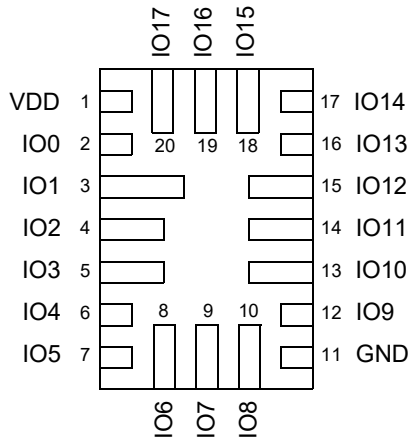 IO17 IO16 IO15
VDD 1 17 IO14
IO0 2 20 19 18 16 IO13
IO1 3 15 IO12
IO2 4 14 IO11
IO3 5 13 IO10
IO4 6 8 9 10 12 IO9
IO5 7 11 GND
IO6 IO7 IO8